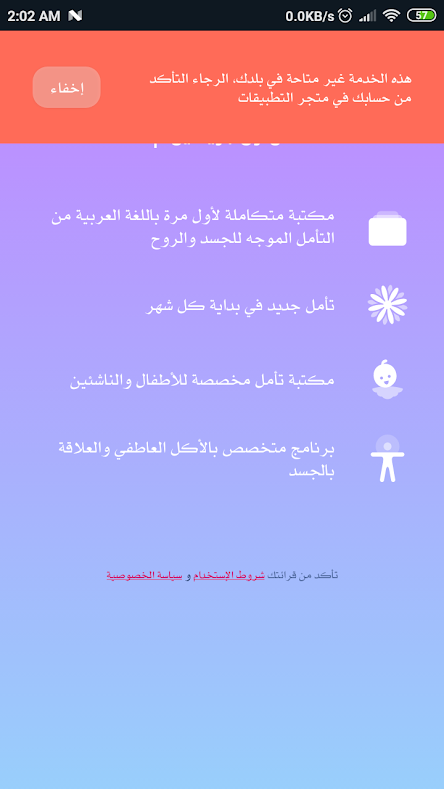 2:02 AM
0.0KB/s
57
هذه الخدمة غير متاحة في بلدك، الرجاء التأكد
من حسابك في متجر التطبيقات
إخفاء
مكتبة متكاملة لأول مرة باللغة العربية من
التأمل الموجه للجسد والروح
تأمل جديد في بداية كل شهر
مكتبة تأمل مخصصة للأطفال والناشئين
برنامج متخصص بالأكل العاطفي والعلاقة
بالجسد
تأكد من قرائتك شروط الإستخدام و سياسة الخصوصية